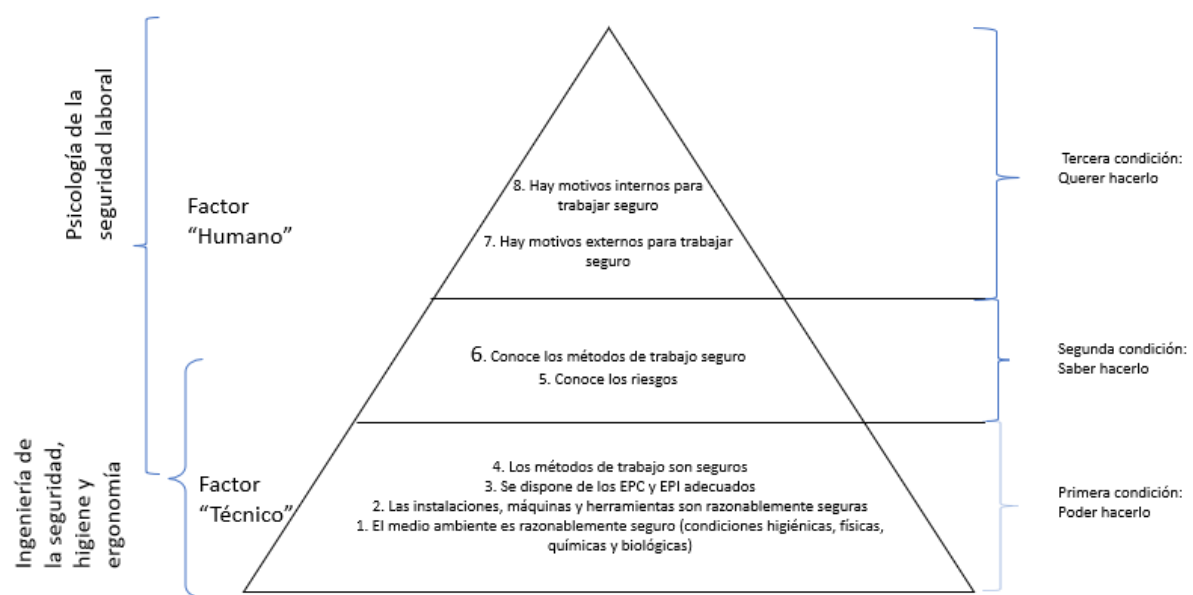 Psicología de la
seguridad laboral
Factor
“Humano”
8. Hay motivos internos para
trabajar seguro
7. Hay motivos externos para trabajar
seguro
Tercera condición:
Querer hacerlo
6. Conoce los métodos de trabajo seguro
5. Conoce los riesgos
Segunda condición:
Saber hacerlo
Ingeniería de
la seguridad,
higiene y
ergonomía
Factor
“Técnico”
4. Los métodos de trabajo son seguros
3. Se dispone de los EPC y EPI adecuados
2. Las instalaciones, máquinas y herramientas son razonablemente seguras
1. El medio ambiente es razonablemente seguro (condiciones higiénicas, físicas,
químicas y biológicas)
Primera condición:
Poder hacerlo